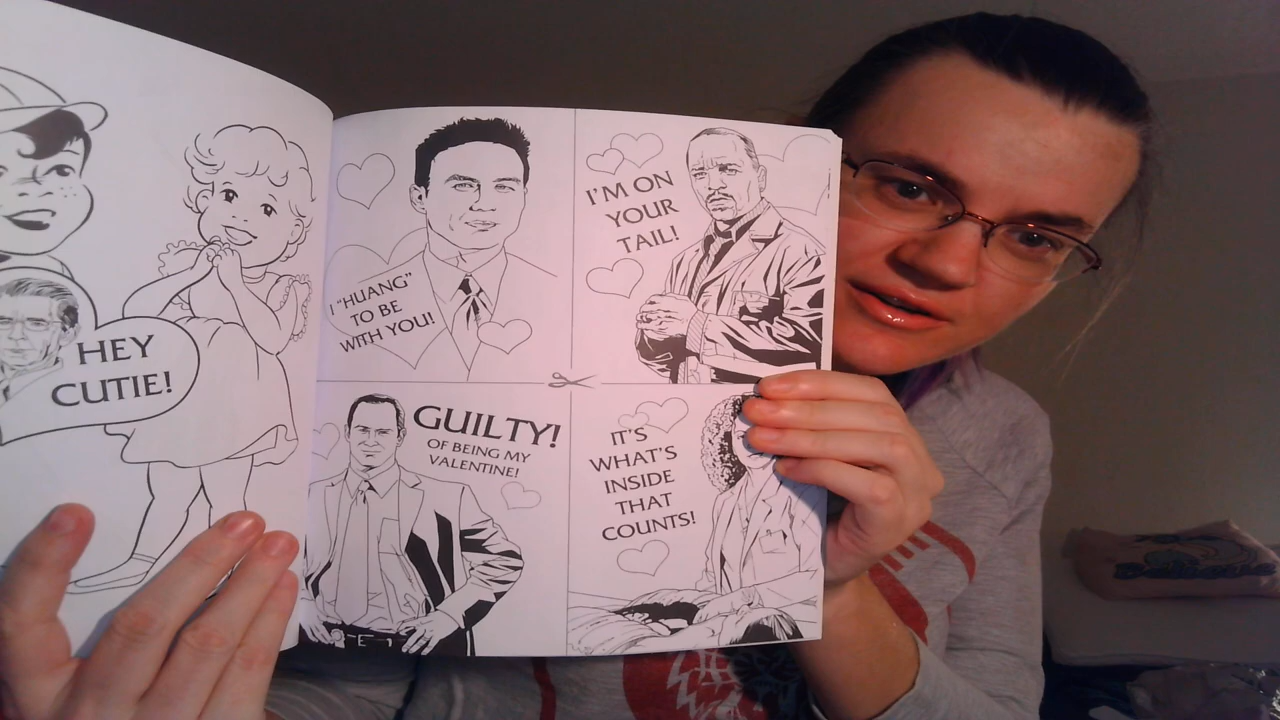 HEY
CUTIE!
I "HUANG"
TO BE
WITH YOU!
I'M ON
YOUR
TAIL!
GUILTY!
OF BEING MY
VALENTINE!
IT'S
WHAT'S
INSIDE
THAT
COUNTS!